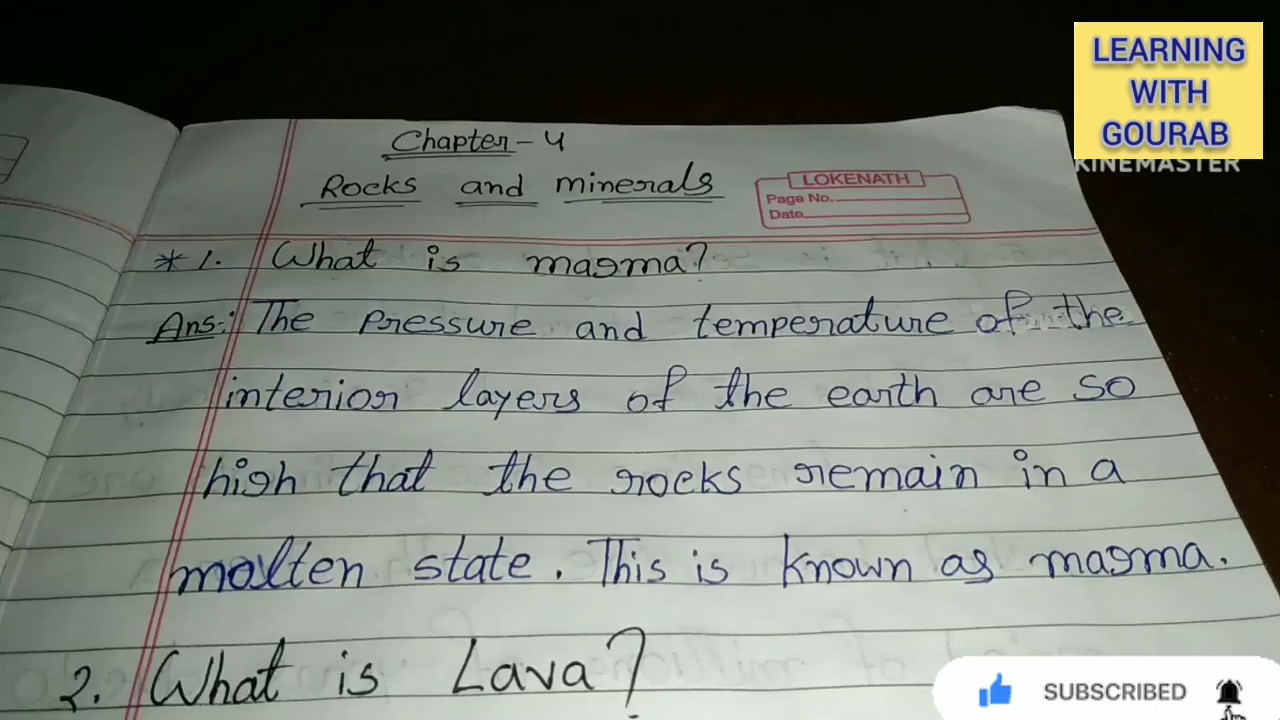 LEARNING
WITH
GOURAB
KINEMASTER
Chapter-4
Rocks and minerals
LOKENATH
Page No.
Date
* 1. What is magma?
Ans:- The pressure and temperature of the
interior layers of the earth are so
high that the rocks remain in a
molten state. This is known as magma.
2. What is Lava?
SUBSCRIBED